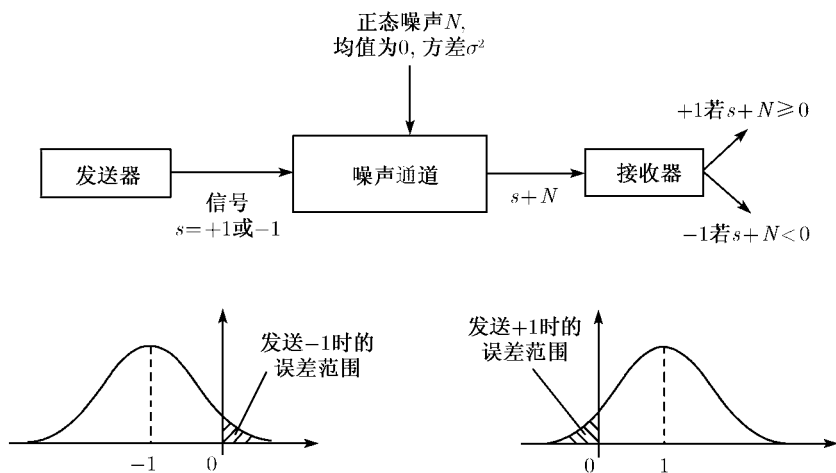 正态噪声N,
均值为0, 方差σ²
发送器
信号
s=+1或−1
噪声通道
s+N
接收器
+1若s+N⩾0
−1若s+N<0
发送−1时的
误差范围
−1
0
发送+1时的
误差范围
0
1